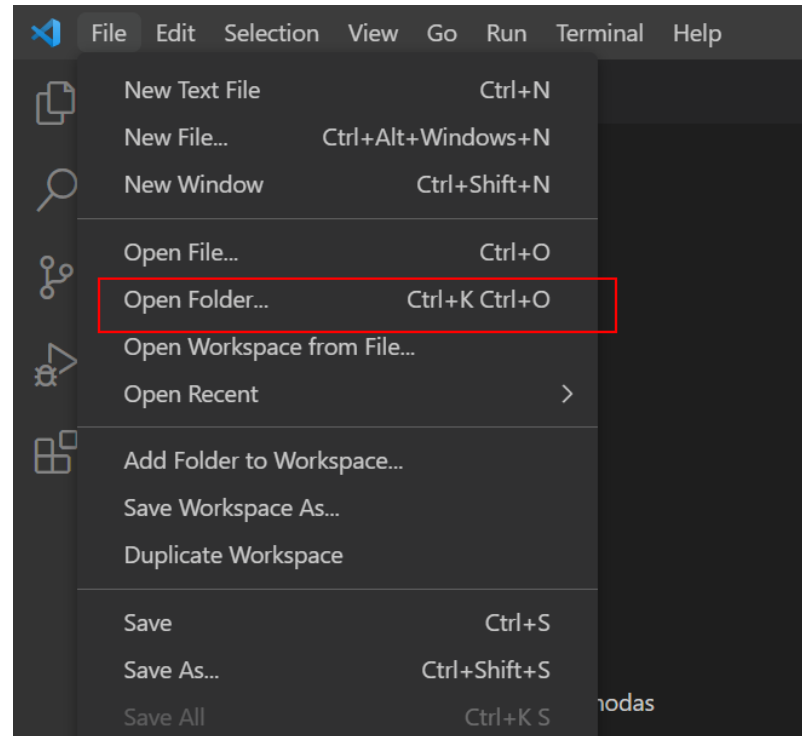 File Edit Selection View Go Run Terminal Help
New Text File Ctrl+N
New File... Ctrl+Alt+Windows+N
New Window Ctrl+Shift+N
Open File... Ctrl+O
Open Folder... Ctrl+K Ctrl+O
Open Workspace from File...
Open Recent
Add Folder to Workspace...
Save Workspace As...
Duplicate Workspace
Save Ctrl+S
Save As... Ctrl+Shift+S
nodas
Save All Ctrl+K S